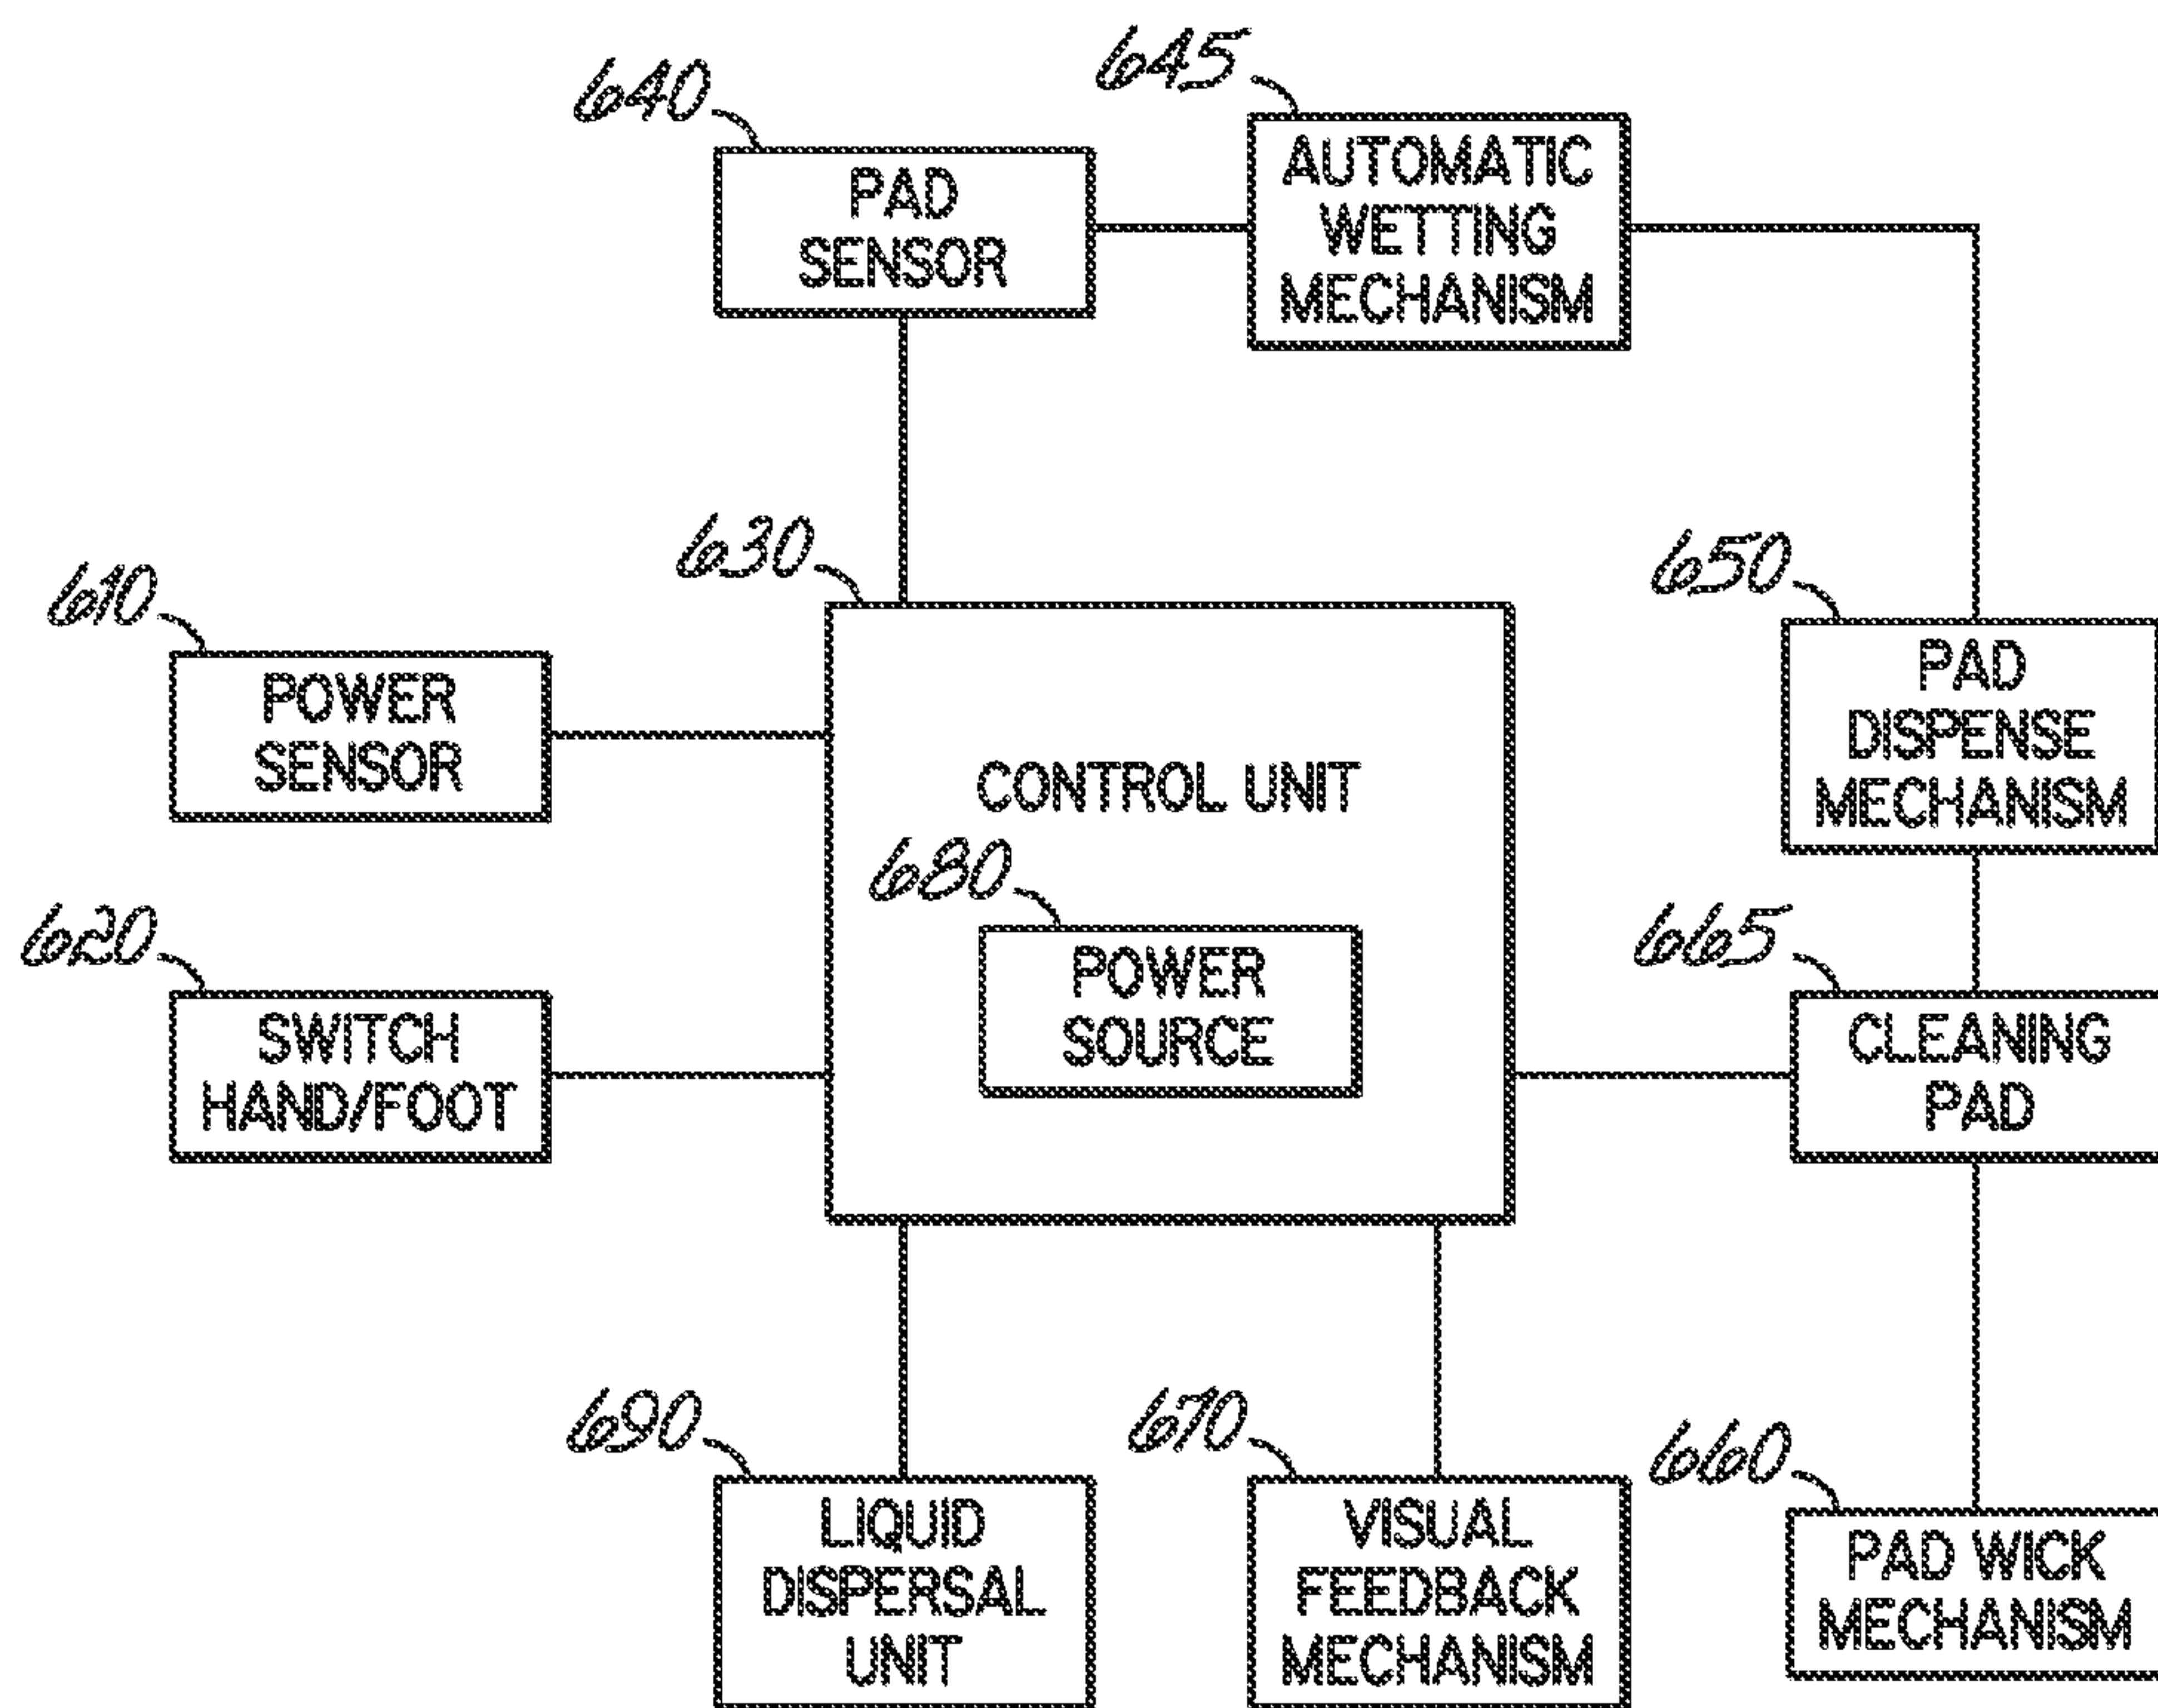 645
640
AUTOMATIC
WETTING
MECHANISM
PAD
SENSOR
630
650
610
PAD
DISPENSE
MECHANISM
POWER
SENSOR
CONTROL UNIT
680
620
665
POWER
SOURCE
SWITCH
HAND/FOOT
CLEANING
PAD
690
670
660
LIQUID
DISPERSAL
UNIT
VISUAL
FEEDBACK
MECHANISM
PAD WICK
MECHANISM